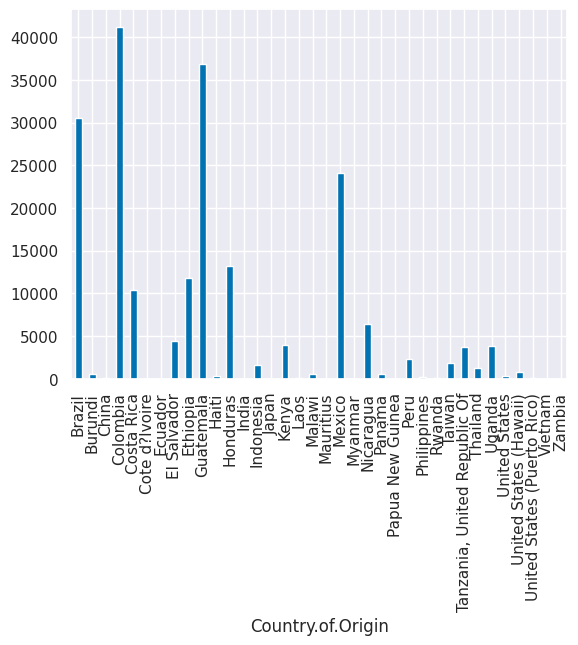 40000
35000
30000
25000
20000
15000
10000
5000
0
Brazil
Burundi
China
Colombia
Costa Rica
Cote d?Ivoire
Ecuador
El Salvador
Ethiopia
Guatemala
Haiti
Honduras
India
Indonesia
Japan
Kenya
Laos
Malawi
Mauritius
Mexico
Myanmar
Nicaragua
Panama
Papua New Guinea
Peru
Philippines
Rwanda
Taiwan
Tanzania, United Republic Of
Thailand
Uganda
United States
United States (Hawaii)
United States (Puerto Rico)
Vietnam
Zambia
Country.of.Origin